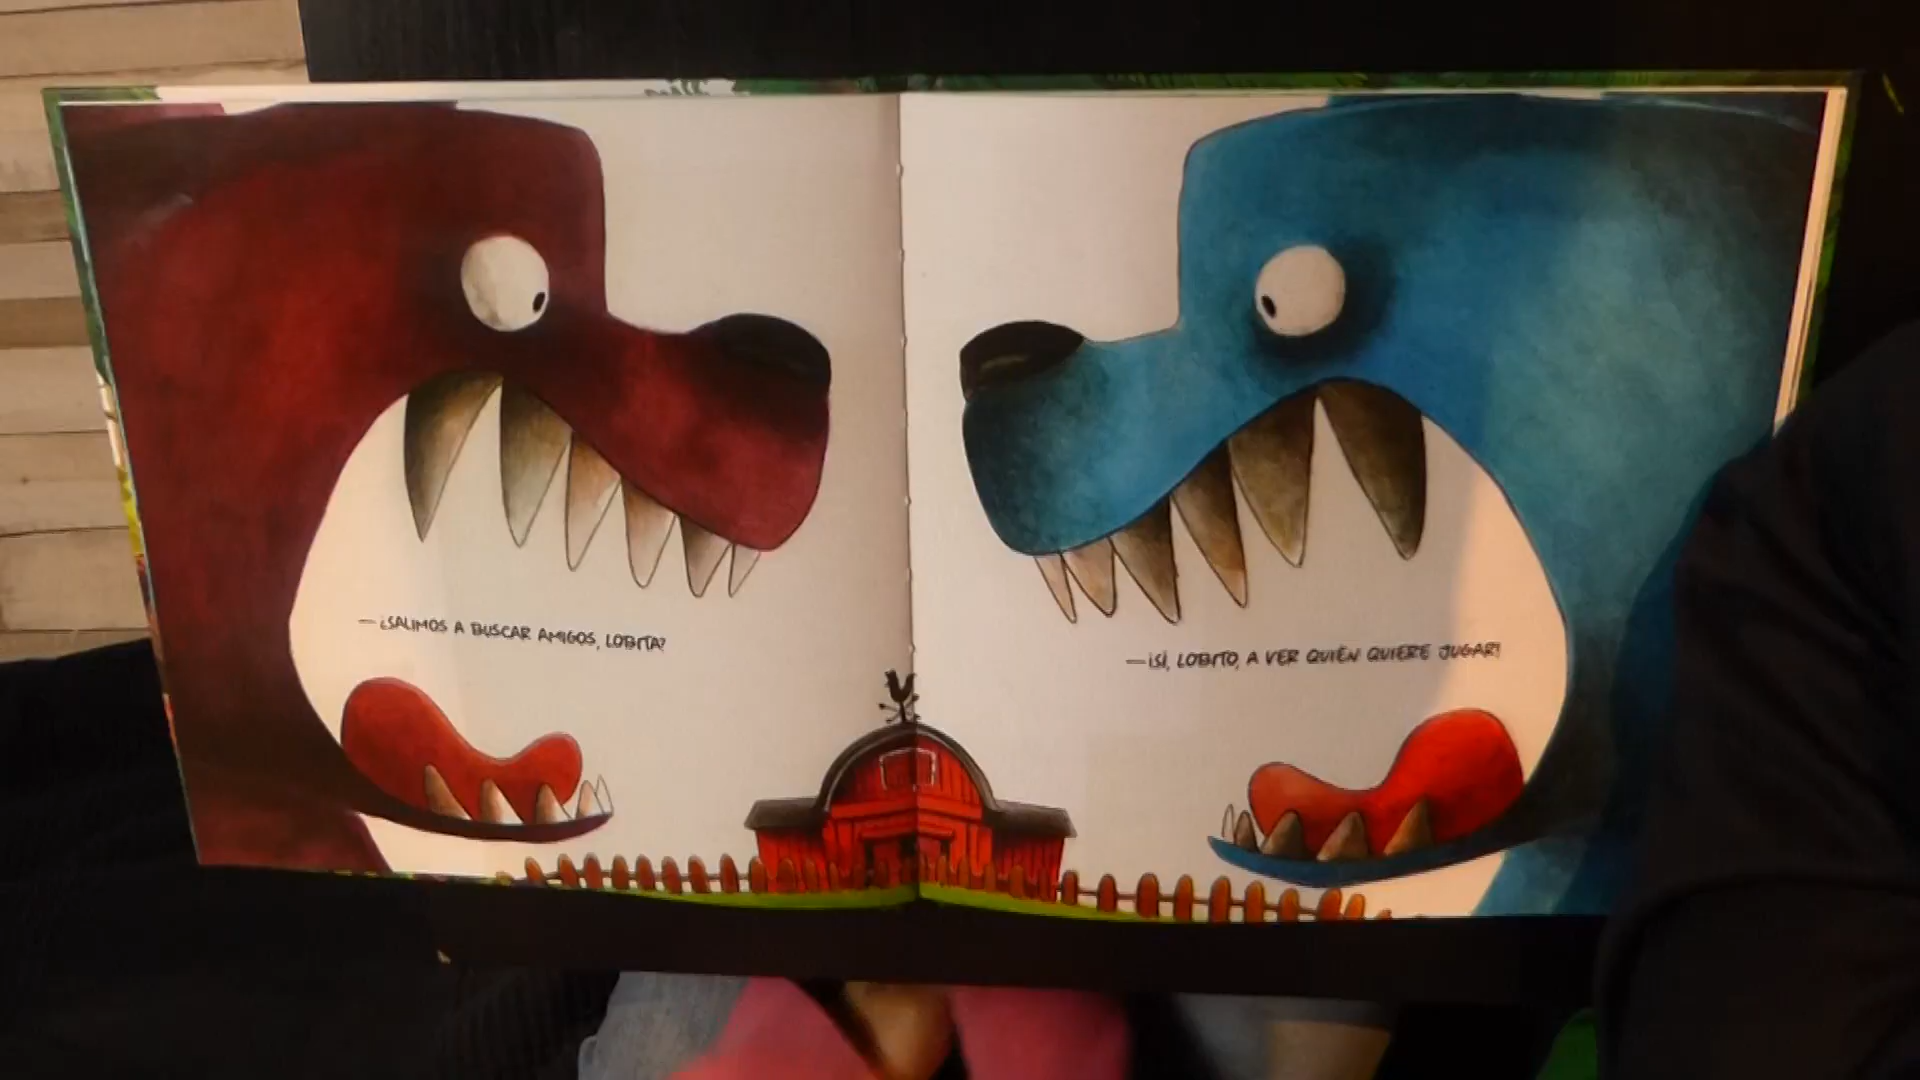 —¿SALIMOS A BUSCAR AMIGOS, LOBITA?
—¡SÍ, LOBITO, A VER QUIÉN QUIERE JUGAR!